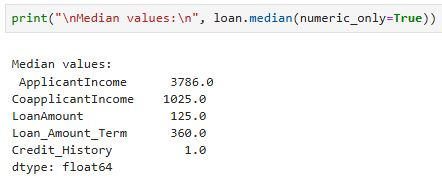 print("\nMedian values:\n", loan.median(numeric_only=True))
Median values:
 ApplicantIncome      3786.0
CoapplicantIncome    1025.0
LoanAmount            125.0
Loan_Amount_Term      360.0
Credit_History          1.0
dtype: float64